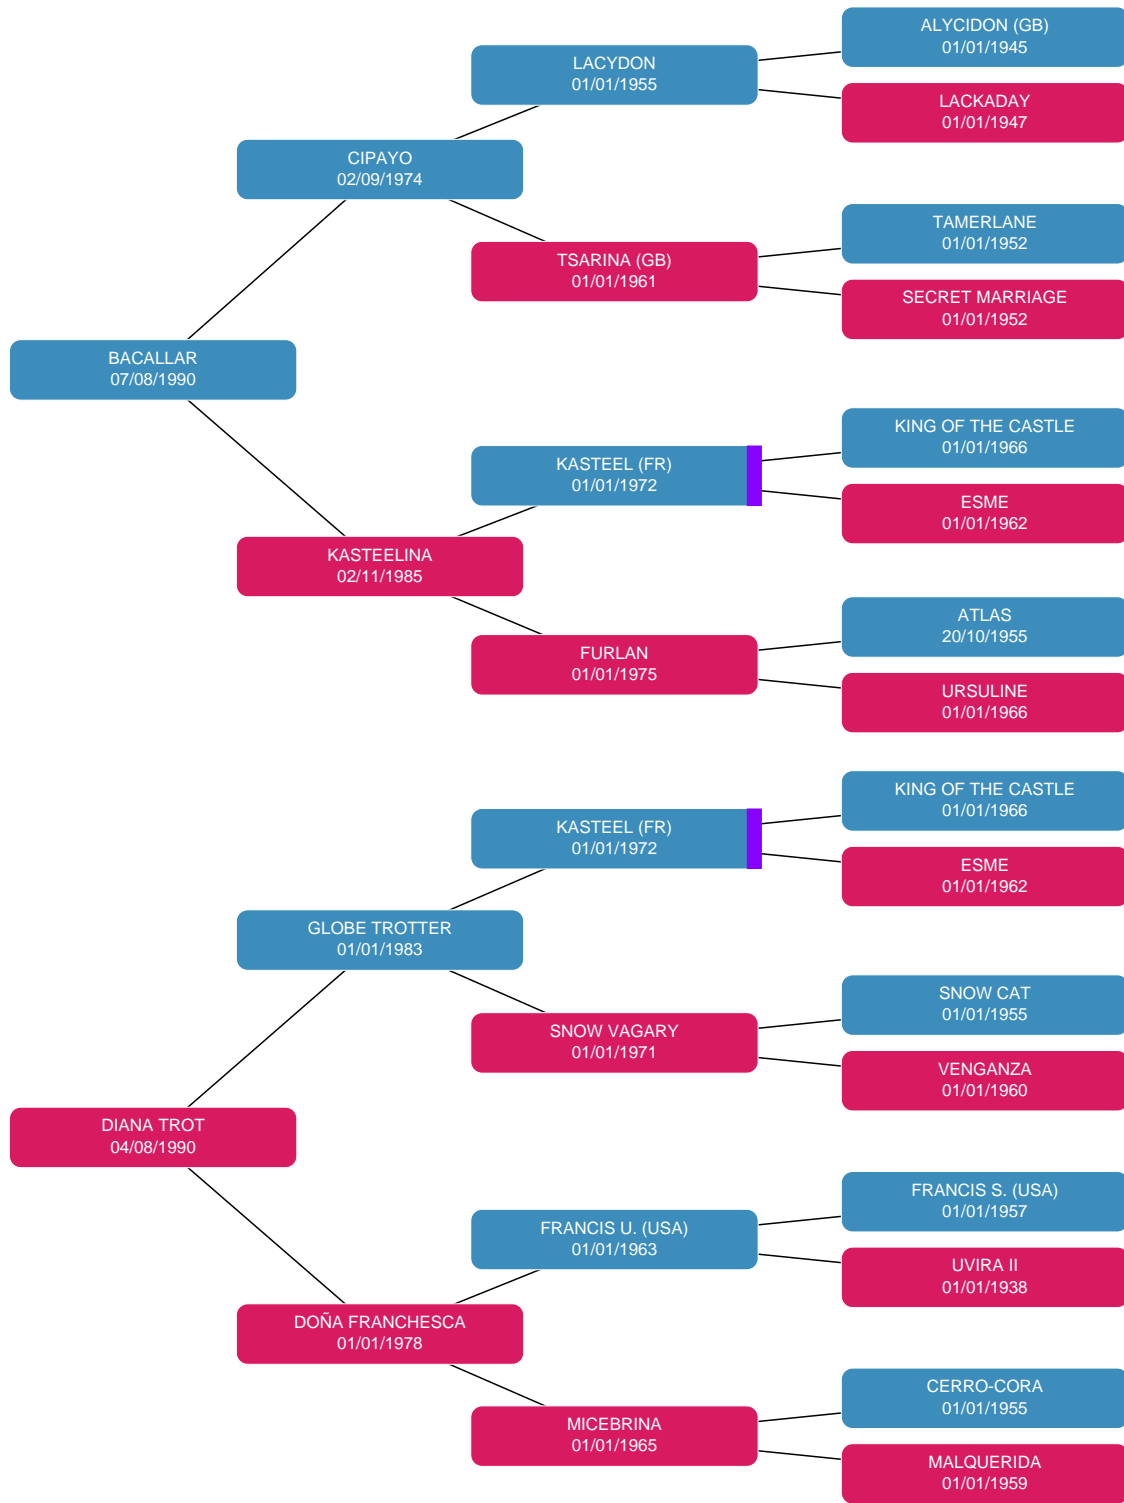 ALYCIDON (GB)
01/01/1945
LACYDON
01/01/1955
LACKADAY
01/01/1947
CIPAYO
02/09/1974
TAMERLANE
01/01/1952
TSARINA (GB)
01/01/1961
SECRET MARRIAGE
01/01/1952
BACALLAR
07/08/1990
KING OF THE CASTLE
01/01/1966
KASTEEL (FR)
01/01/1972
ESME
01/01/1962
KASTEELINA
02/11/1985
ATLAS
20/10/1955
FURLAN
01/01/1975
URSULINE
01/01/1966
KING OF THE CASTLE
01/01/1966
KASTEEL (FR)
01/01/1972
ESME
01/01/1962
GLOBE TROTTER
01/01/1983
SNOW CAT
01/01/1955
SNOW VAGARY
01/01/1971
VENGANZA
01/01/1960
DIANA TROT
04/08/1990
FRANCIS S. (USA)
01/01/1957
FRANCIS U. (USA)
01/01/1963
UVIRA II
01/01/1938
DOÑA FRANCHESCA
01/01/1978
CERRO-CORA
01/01/1955
MICEBRINA
01/01/1965
MALQUERIDA
01/01/1959